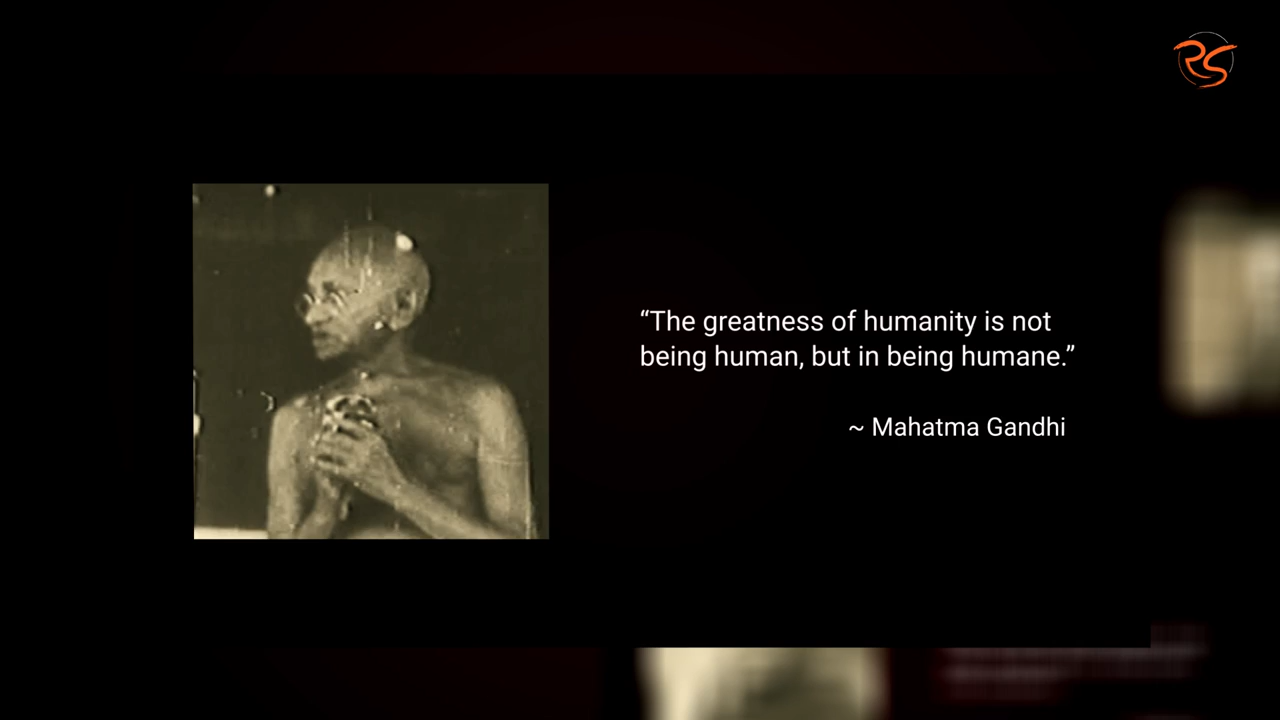 RS
“The greatness of humanity is not
being human, but in being humane.”
~ Mahatma Gandhi